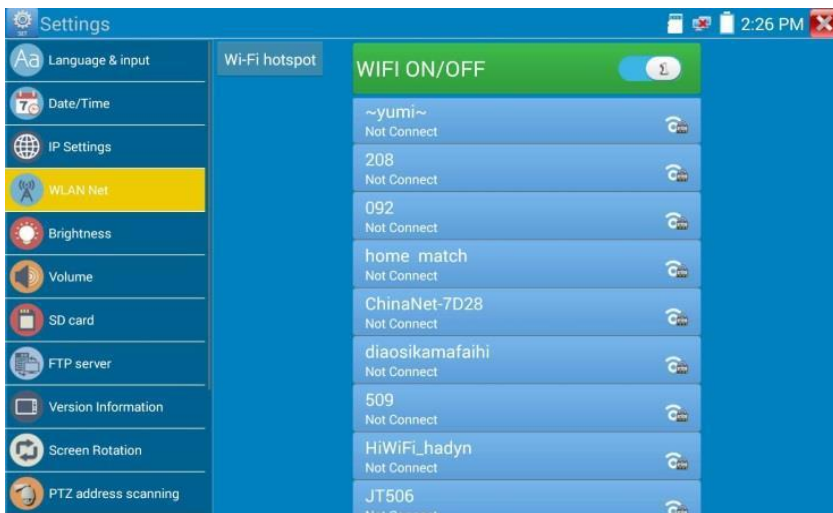 Settings
2:26 PM
Language & input
Date/Time
IP Settings
WLAN Net
Brightness
Volume
SD card
FTP server
Version Information
Screen Rotation
PTZ address scanning
Wi-Fi hotspot
WIFI ON/OFF
~yumi~
Not Connect
208
Not Connect
092
Not Connect
home match
Not Connect
ChinaNet-7D28
Not Connect
diaosikamafaihi
Not Connect
509
Not Connect
HiWiFi_hadyn
Not Connect
JT506